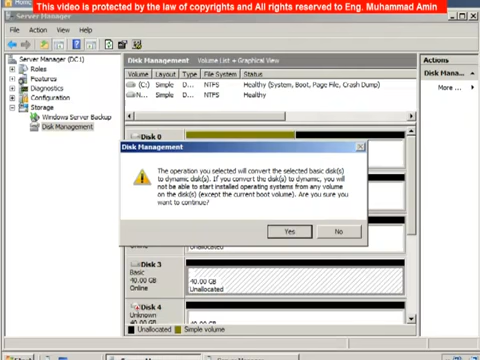 Home
This video is protected by the law of copyrights and All rights reserved to Eng. Muhammad Amin
Server Manager
File Action View Help
Server Manager (DC1)
Roles
Features
Diagnostics
Configuration
Storage
Windows Server Backup
Disk Management
Disk Management Volume List + Graphical View
Volume Layout Type File System Status
(C:) Simple D... NTFS Healthy (System, Boot, Page File, Crash Dump)
N... Simple D... NTFS Healthy
Actions
Disk Mana...
More ...
Disk 0
Disk Management
The operation you selected will convert the selected basic disk(s)
to dynamic disk(s). If you convert the disk(s) to dynamic, you will
not be able to start installed operating systems from any volume
on the disk(s) (except the current boot volume). Are you sure you
want to continue?
Yes No
Online
Unallocated
Disk 3
Basic
40.00 GB
Online
40.00 GB
Unallocated
Disk 4
Unknown
40.00 GB
Unallocated Simple volume
Start